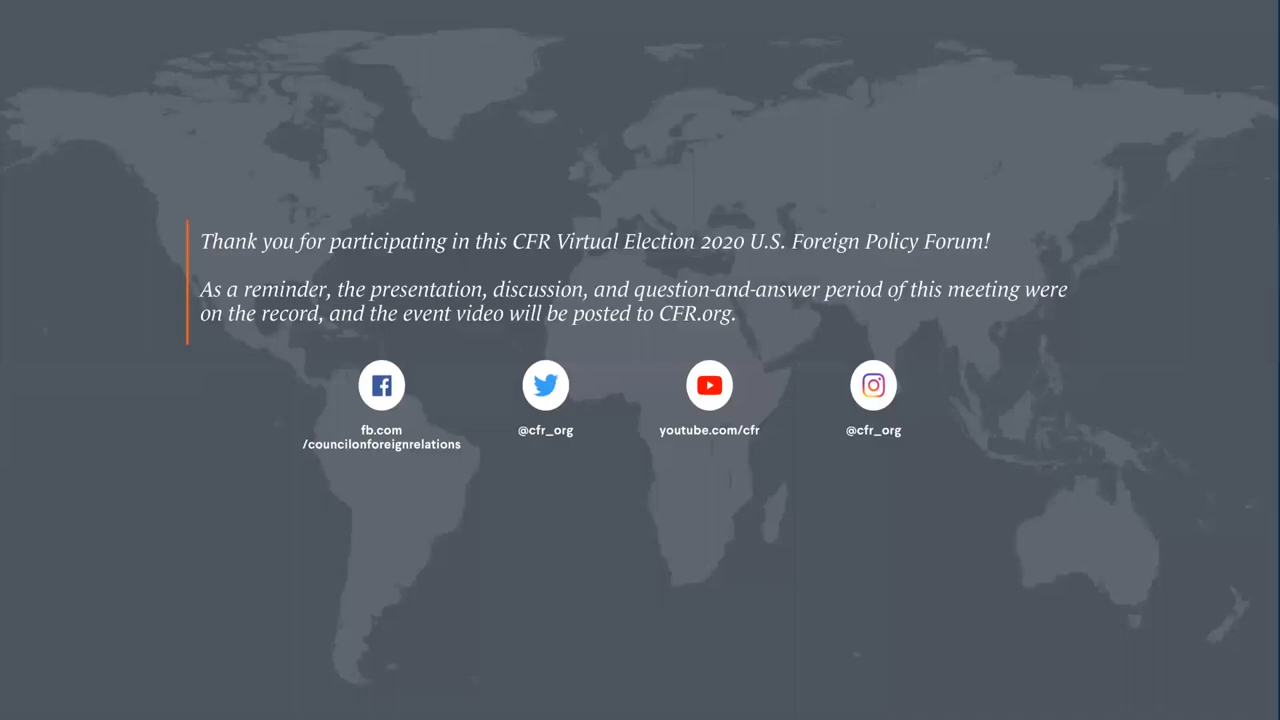 Thank you for participating in this CFR Virtual Election 2020 U.S. Foreign Policy Forum!
As a reminder, the presentation, discussion, and question-and-answer period of this meeting were
on the record, and the event video will be posted to CFR.org.
fb.com
/councilonforeignrelations
@cfr_org
youtube.com/cfr
@cfr_org